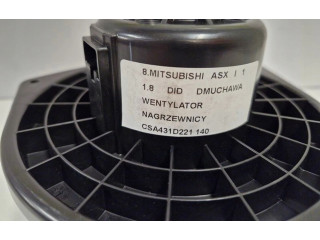 8.MITSUBISHI ASX I 1
1.8 DiD DMUCHAWA
WENTYLATOR
NAGRZEWNICY
CSA431D221 140